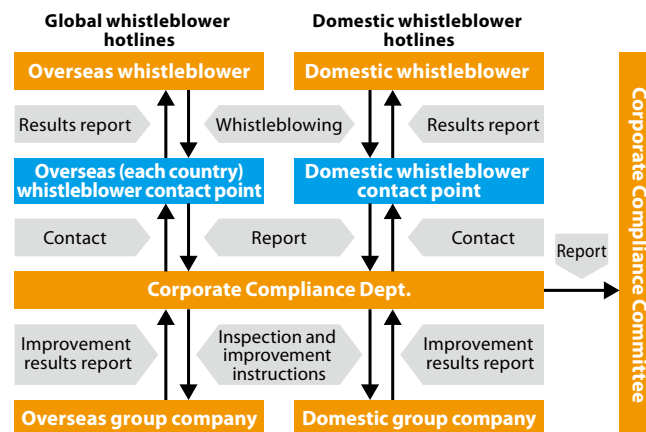 Global whistleblower
hotlines
Domestic whistleblower
hotlines
Overseas whistleblower
Domestic whistleblower
Results report
Whistleblowing
Results report
Overseas (each country)
whistleblower contact point
Domestic whistleblower
contact point
Contact
Report
Contact
Report
Corporate Compliance Dept.
Improvement
results report
Inspection and
improvement
instructions
Improvement
results report
Overseas group company
Domestic group company
Corporate Compliance Committee